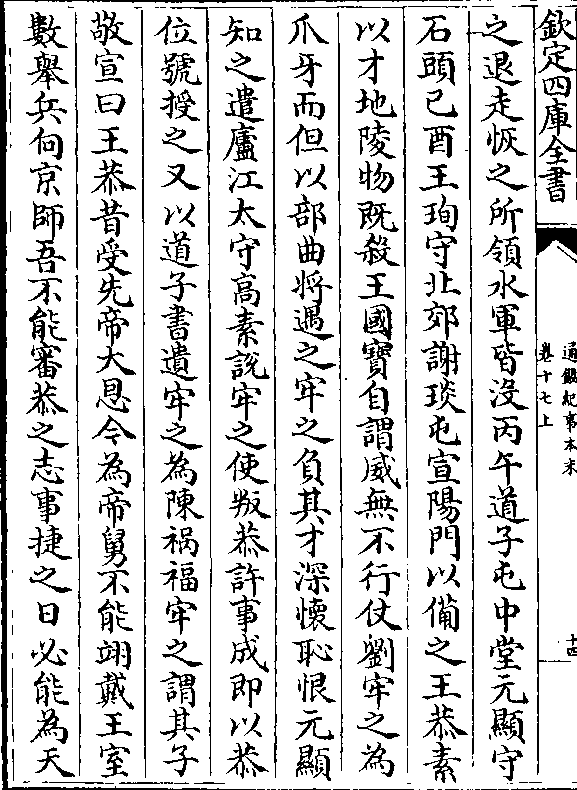 欽定四庫全書
通鑑紀事本末
卷十七上
十四
之退走恢之所領水軍皆没丙午道子屯中堂元顯守
石頭己酉王珣守北郊謝琰屯宣陽門以備之王恭素
以才地陵物既殺王國寶自謂威無不行仗劉牢之為
爪牙而但以部曲將遇之牢之負其才深懷恥恨元顯
知之遣廬江太守高素說牢之使叛恭許事成即以恭
位號授之又以道子書遺牢之為陳禍福牢之謂其子
敬宣曰王恭昔受先帝大恩今為帝舅不能翊戴王室
數舉兵向京師吾不能審恭之志事捷之日必能為天